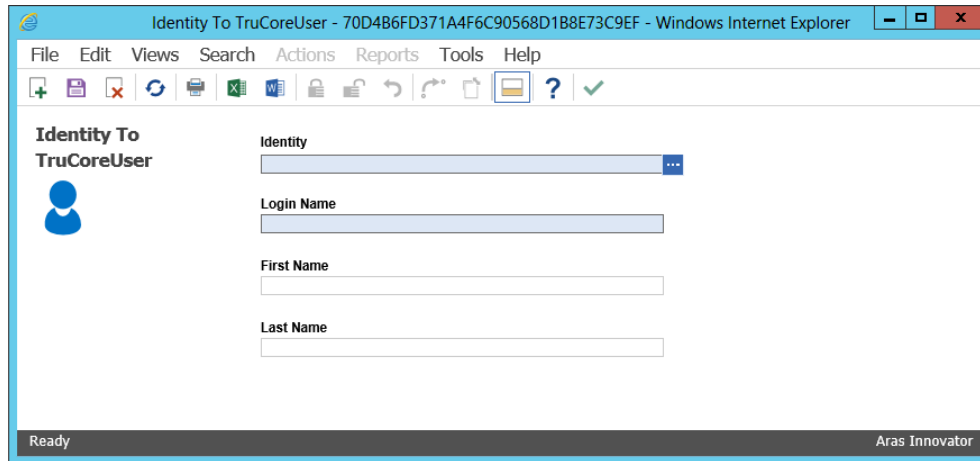 Identity To TruCoreUser - 70D4B6FD371A4F6C90568D1B8E73C9EF - Windows Internet Explorer
File Edit Views Search Actions Reports Tools Help
Identity To
TruCoreUser
Identity
Login Name
First Name
Last Name
Ready Aras Innovator